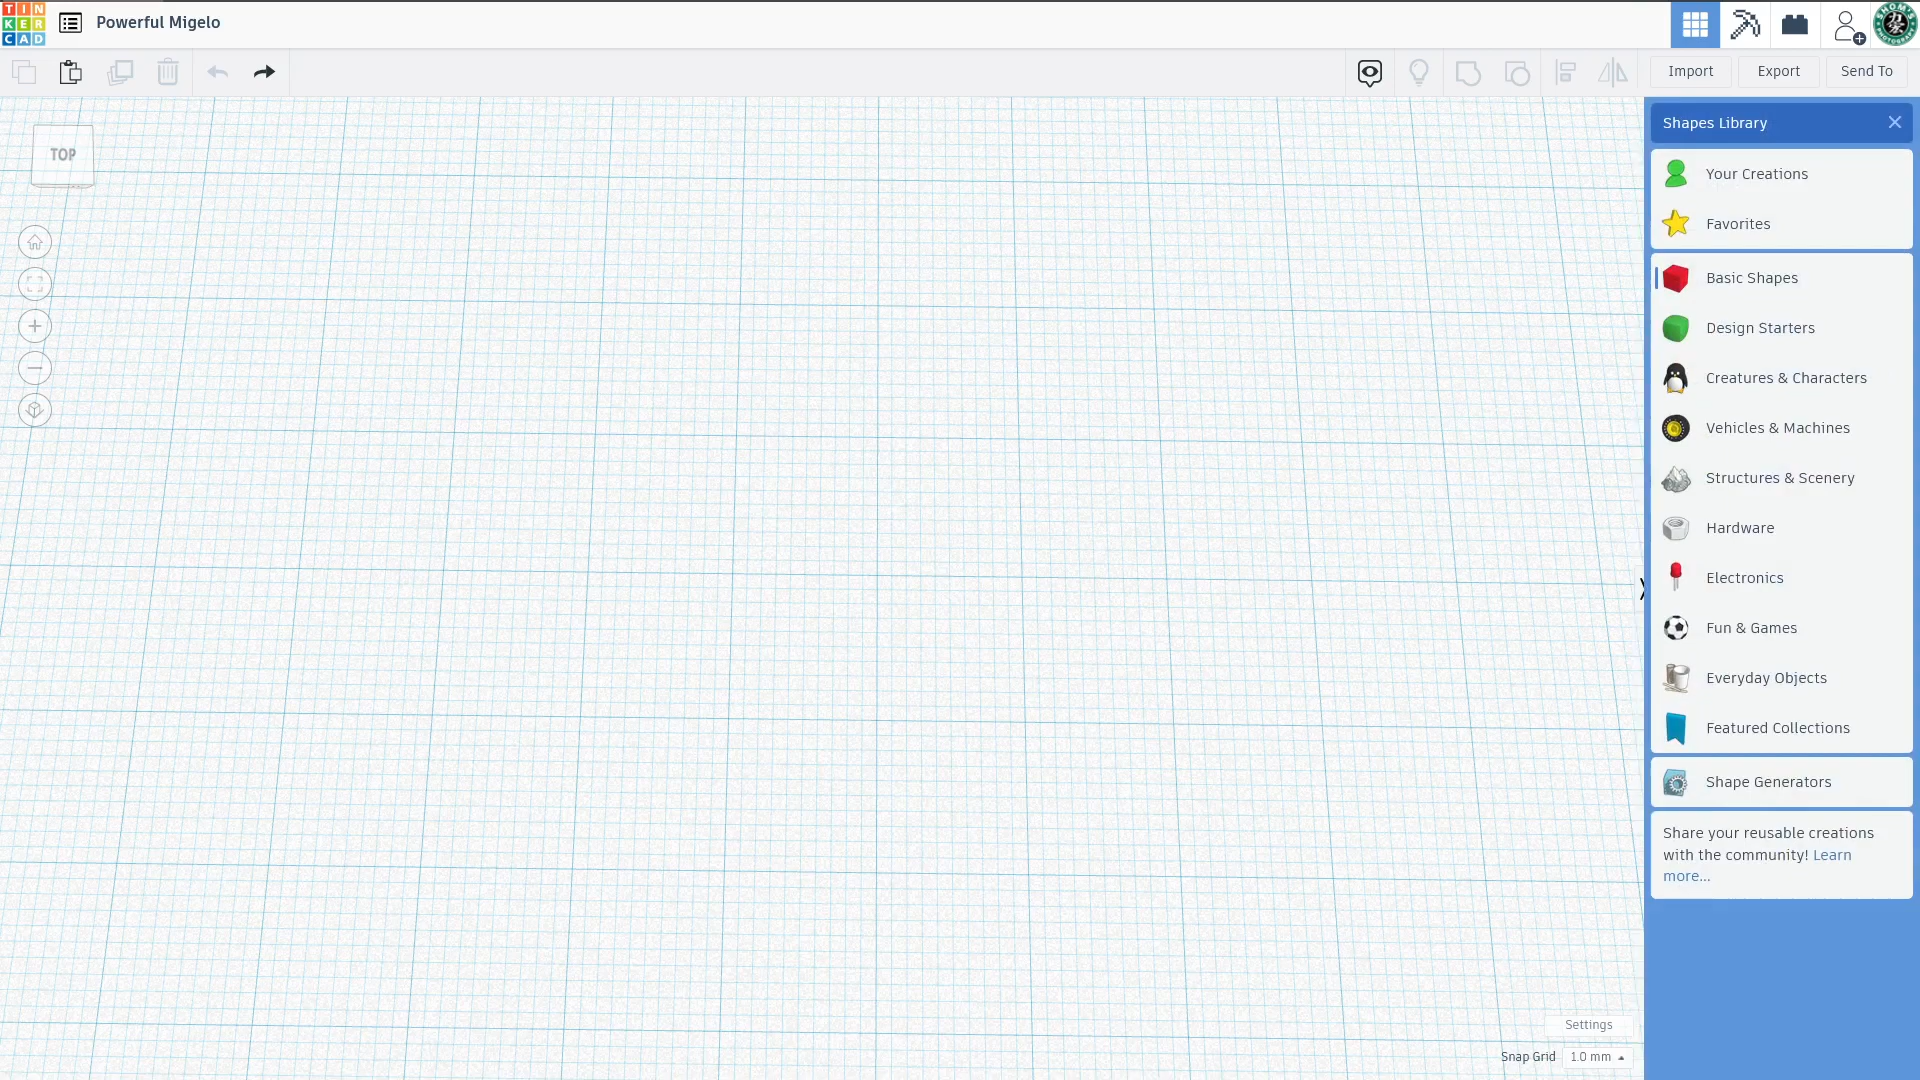 TIN
KER
CAD
Powerful Migelo
Import
Export
Send To
TOP
Shapes Library
Your Creations
Favorites
Basic Shapes
Design Starters
Creatures & Characters
Vehicles & Machines
Structures & Scenery
Hardware
Electronics
Fun & Games
Everyday Objects
Featured Collections
Shape Generators
Share your reusable creations
with the community! Learn
more...
Settings
Snap Grid 1.0 mm